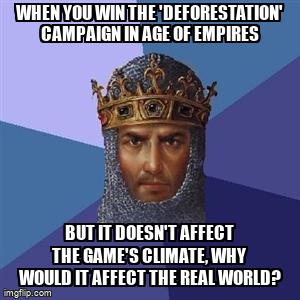 WHEN YOU WIN THE 'DEFORESTATION'
CAMPAIGN IN AGE OF EMPIRES
BUT IT DOESN'T AFFECT
THE GAME'S CLIMATE, WHY
WOULD IT AFFECT THE REAL WORLD?
imgflip.com